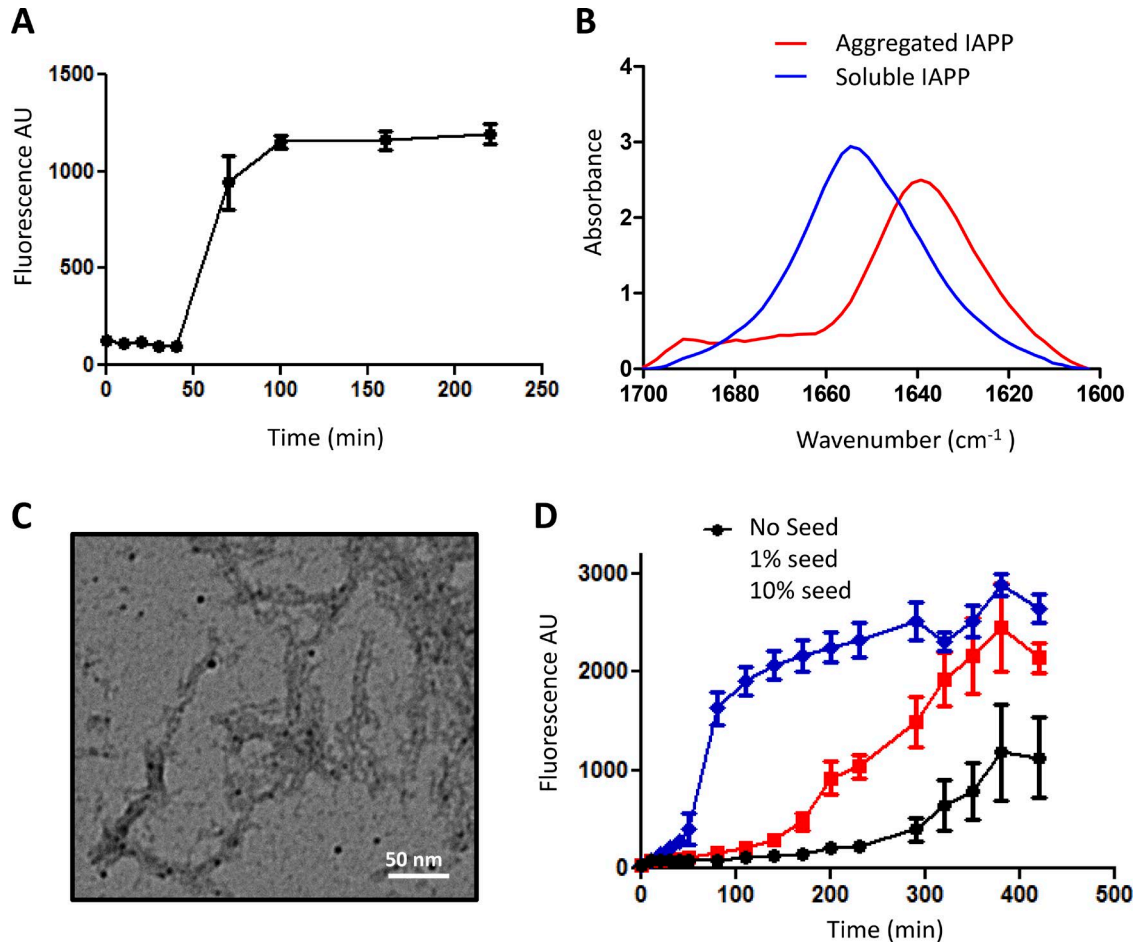 A
Fluorescence AU
1500
1000
500
0
0
50
100
150
200
250
Time (min)
B
Aggregated IAPP
Soluble IAPP
Absorbance
4
3
2
1
0
1700
1680
1660
1640
1620
1600
Wavenumber (cm⁻¹ )
C
50 nm
D
No Seed
1% seed
10% seed
Fluorescence AU
3000
2000
1000
0
0
100
200
300
400
500
Time (min)